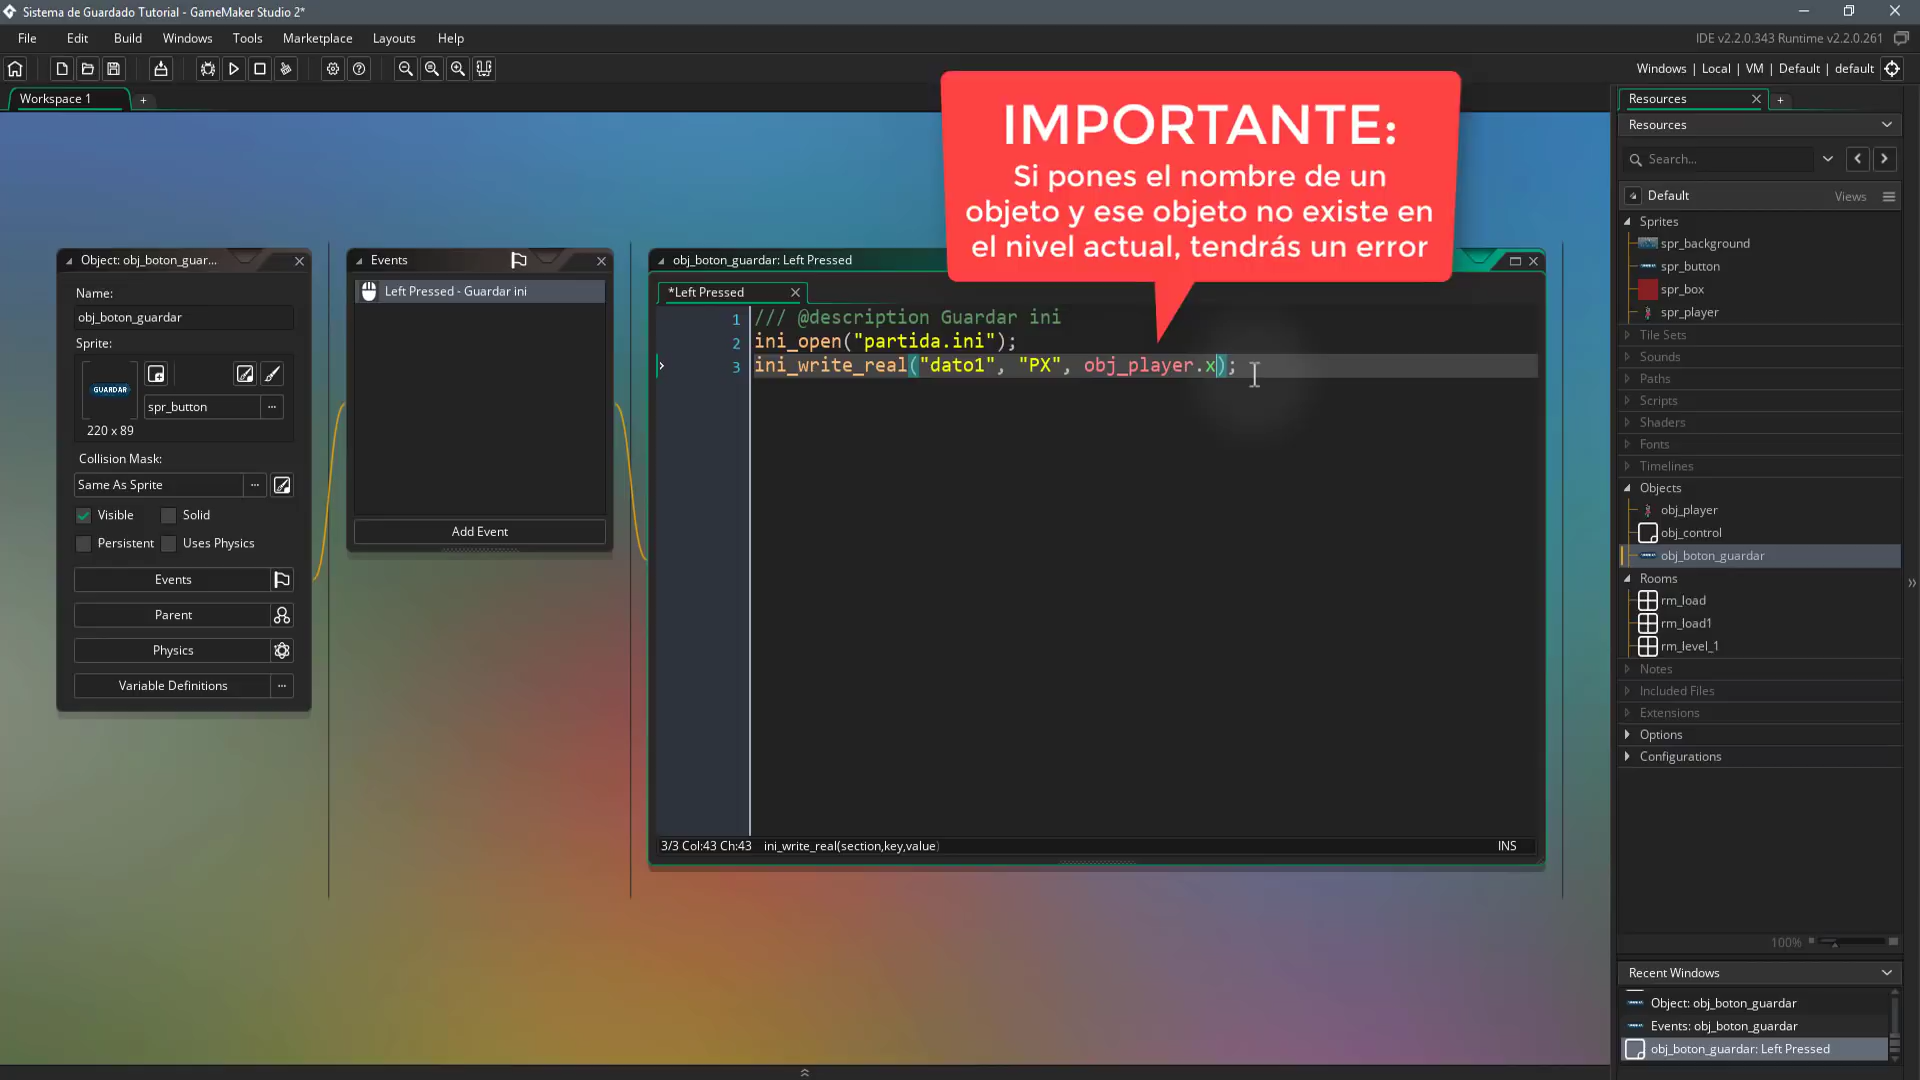 Sistema de Guardado Tutorial - GameMaker Studio 2*
File Edit Build Windows Tools Marketplace Layouts Help
IDE v2.2.0.343 Runtime v2.2.0.261
Windows | Local | VM | Default | default
Workspace 1
+
IMPORTANTE:
Si pones el nombre de un
objeto y ese objeto no existe en
el nivel actual, tendrás un error
Object: obj_boton_guar...
Name:
obj_boton_guardar
Sprite:
GUARDAR
spr_button
...
220 x 89
Collision Mask:
Same As Sprite
...
Visible
Solid
Persistent
Uses Physics
Events
Parent
Physics
Variable Definitions
...
Events
Left Pressed - Guardar ini
Add Event
obj_boton_guardar: Left Pressed
*Left Pressed
1 /// @description Guardar ini
2 ini_open("partida.ini");
3 ini_write_real("dato1", "PX", obj_player.x);
3/3 Col:43 Ch:43 ini_write_real(section,key,value)
INS
Resources
+
Resources
Search...
Default
Views
Sprites
spr_background
spr_button
spr_box
spr_player
Tile Sets
Sounds
Paths
Scripts
Shaders
Fonts
Timelines
Objects
obj_player
obj_control
obj_boton_guardar
Rooms
rm_load
rm_load1
rm_level_1
Notes
Included Files
Extensions
Options
Configurations
100%
Recent Windows
Object: obj_boton_guardar
Events: obj_boton_guardar
obj_boton_guardar: Left Pressed